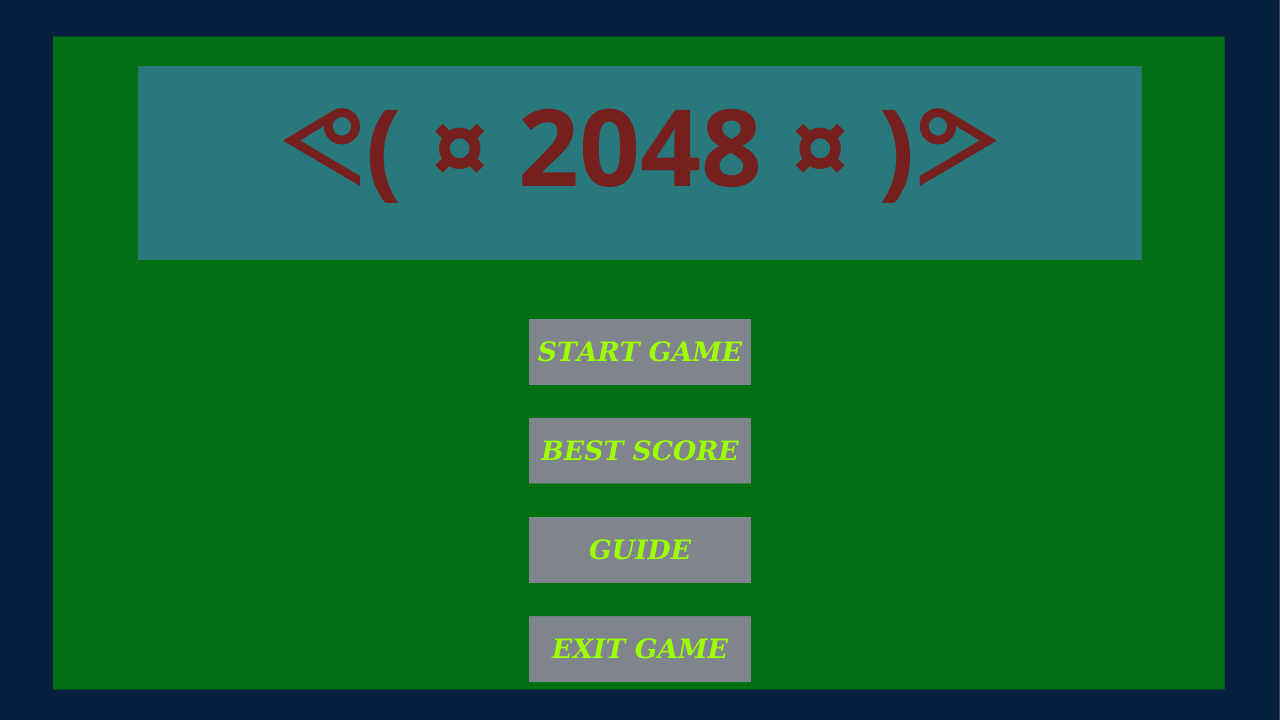 ᕙ( ¤ 2048 ¤ )ᕗ
START GAME
BEST SCORE
GUIDE
EXIT GAME